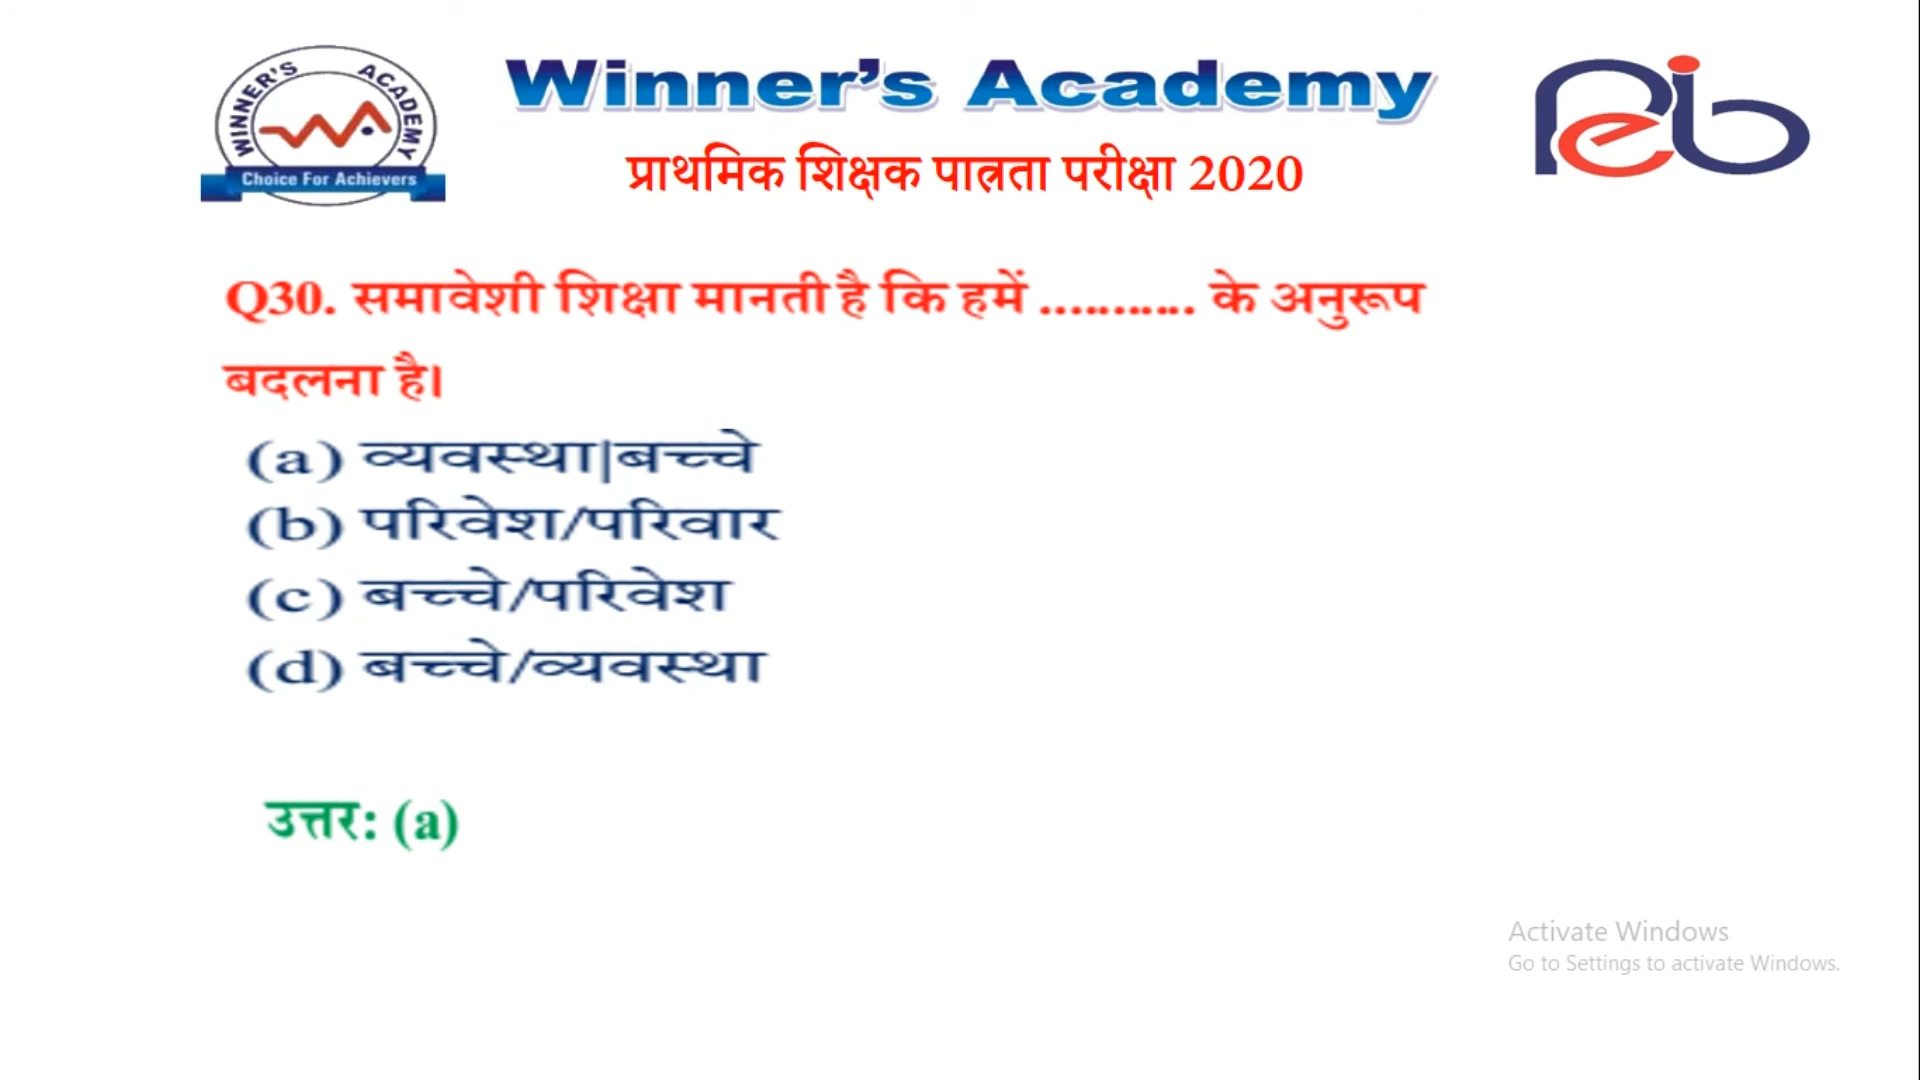 WINNER'S ACADEMY
Choice For Achievers
Winner's Academy
प्राथमिक शिक्षक पात्रता परीक्षा 2020
Peb
Q30. समावेशी शिक्षा मानती है कि हमें ........... के अनुरूप
बदलना है।
(a) व्यवस्था|बच्चे
(b) परिवेश/परिवार
(c) बच्चे/परिवेश
(d) बच्चे/व्यवस्था
उत्तर: (a)
Activate Windows
Go to Settings to activate Windows.